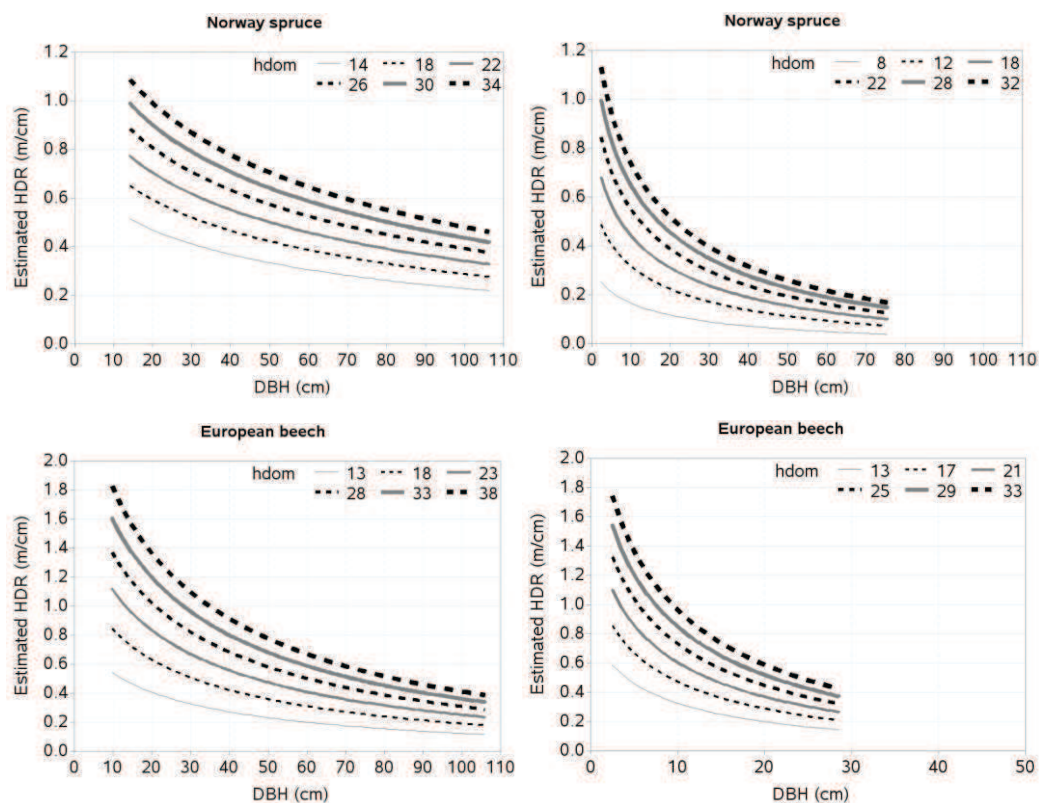 Norway spruce
hdom 14 18 22
26 30 34
1.2
1.0
0.8
0.6
0.4
0.2
0.0
Estimated HDR (m/cm)
0 10 20 30 40 50 60 70 80 90 100 110
DBH (cm)
Norway spruce
hdom 8 12 18
22 28 32
1.2
1.0
0.8
0.6
0.4
0.2
0.0
Estimated HDR (m/cm)
0 10 20 30 40 50 60 70 80 90 100 110
DBH (cm)
European beech
hdom 13 18 23
28 33 38
2.0
1.8
1.6
1.4
1.2
1.0
0.8
0.6
0.4
0.2
0.0
Estimated HDR (m/cm)
0 10 20 30 40 50 60 70 80 90 100 110
DBH (cm)
European beech
hdom 13 17 21
25 29 33
2.0
1.8
1.6
1.4
1.2
1.0
0.8
0.6
0.4
0.2
0.0
Estimated HDR (m/cm)
0 10 20 30 40 50
DBH (cm)